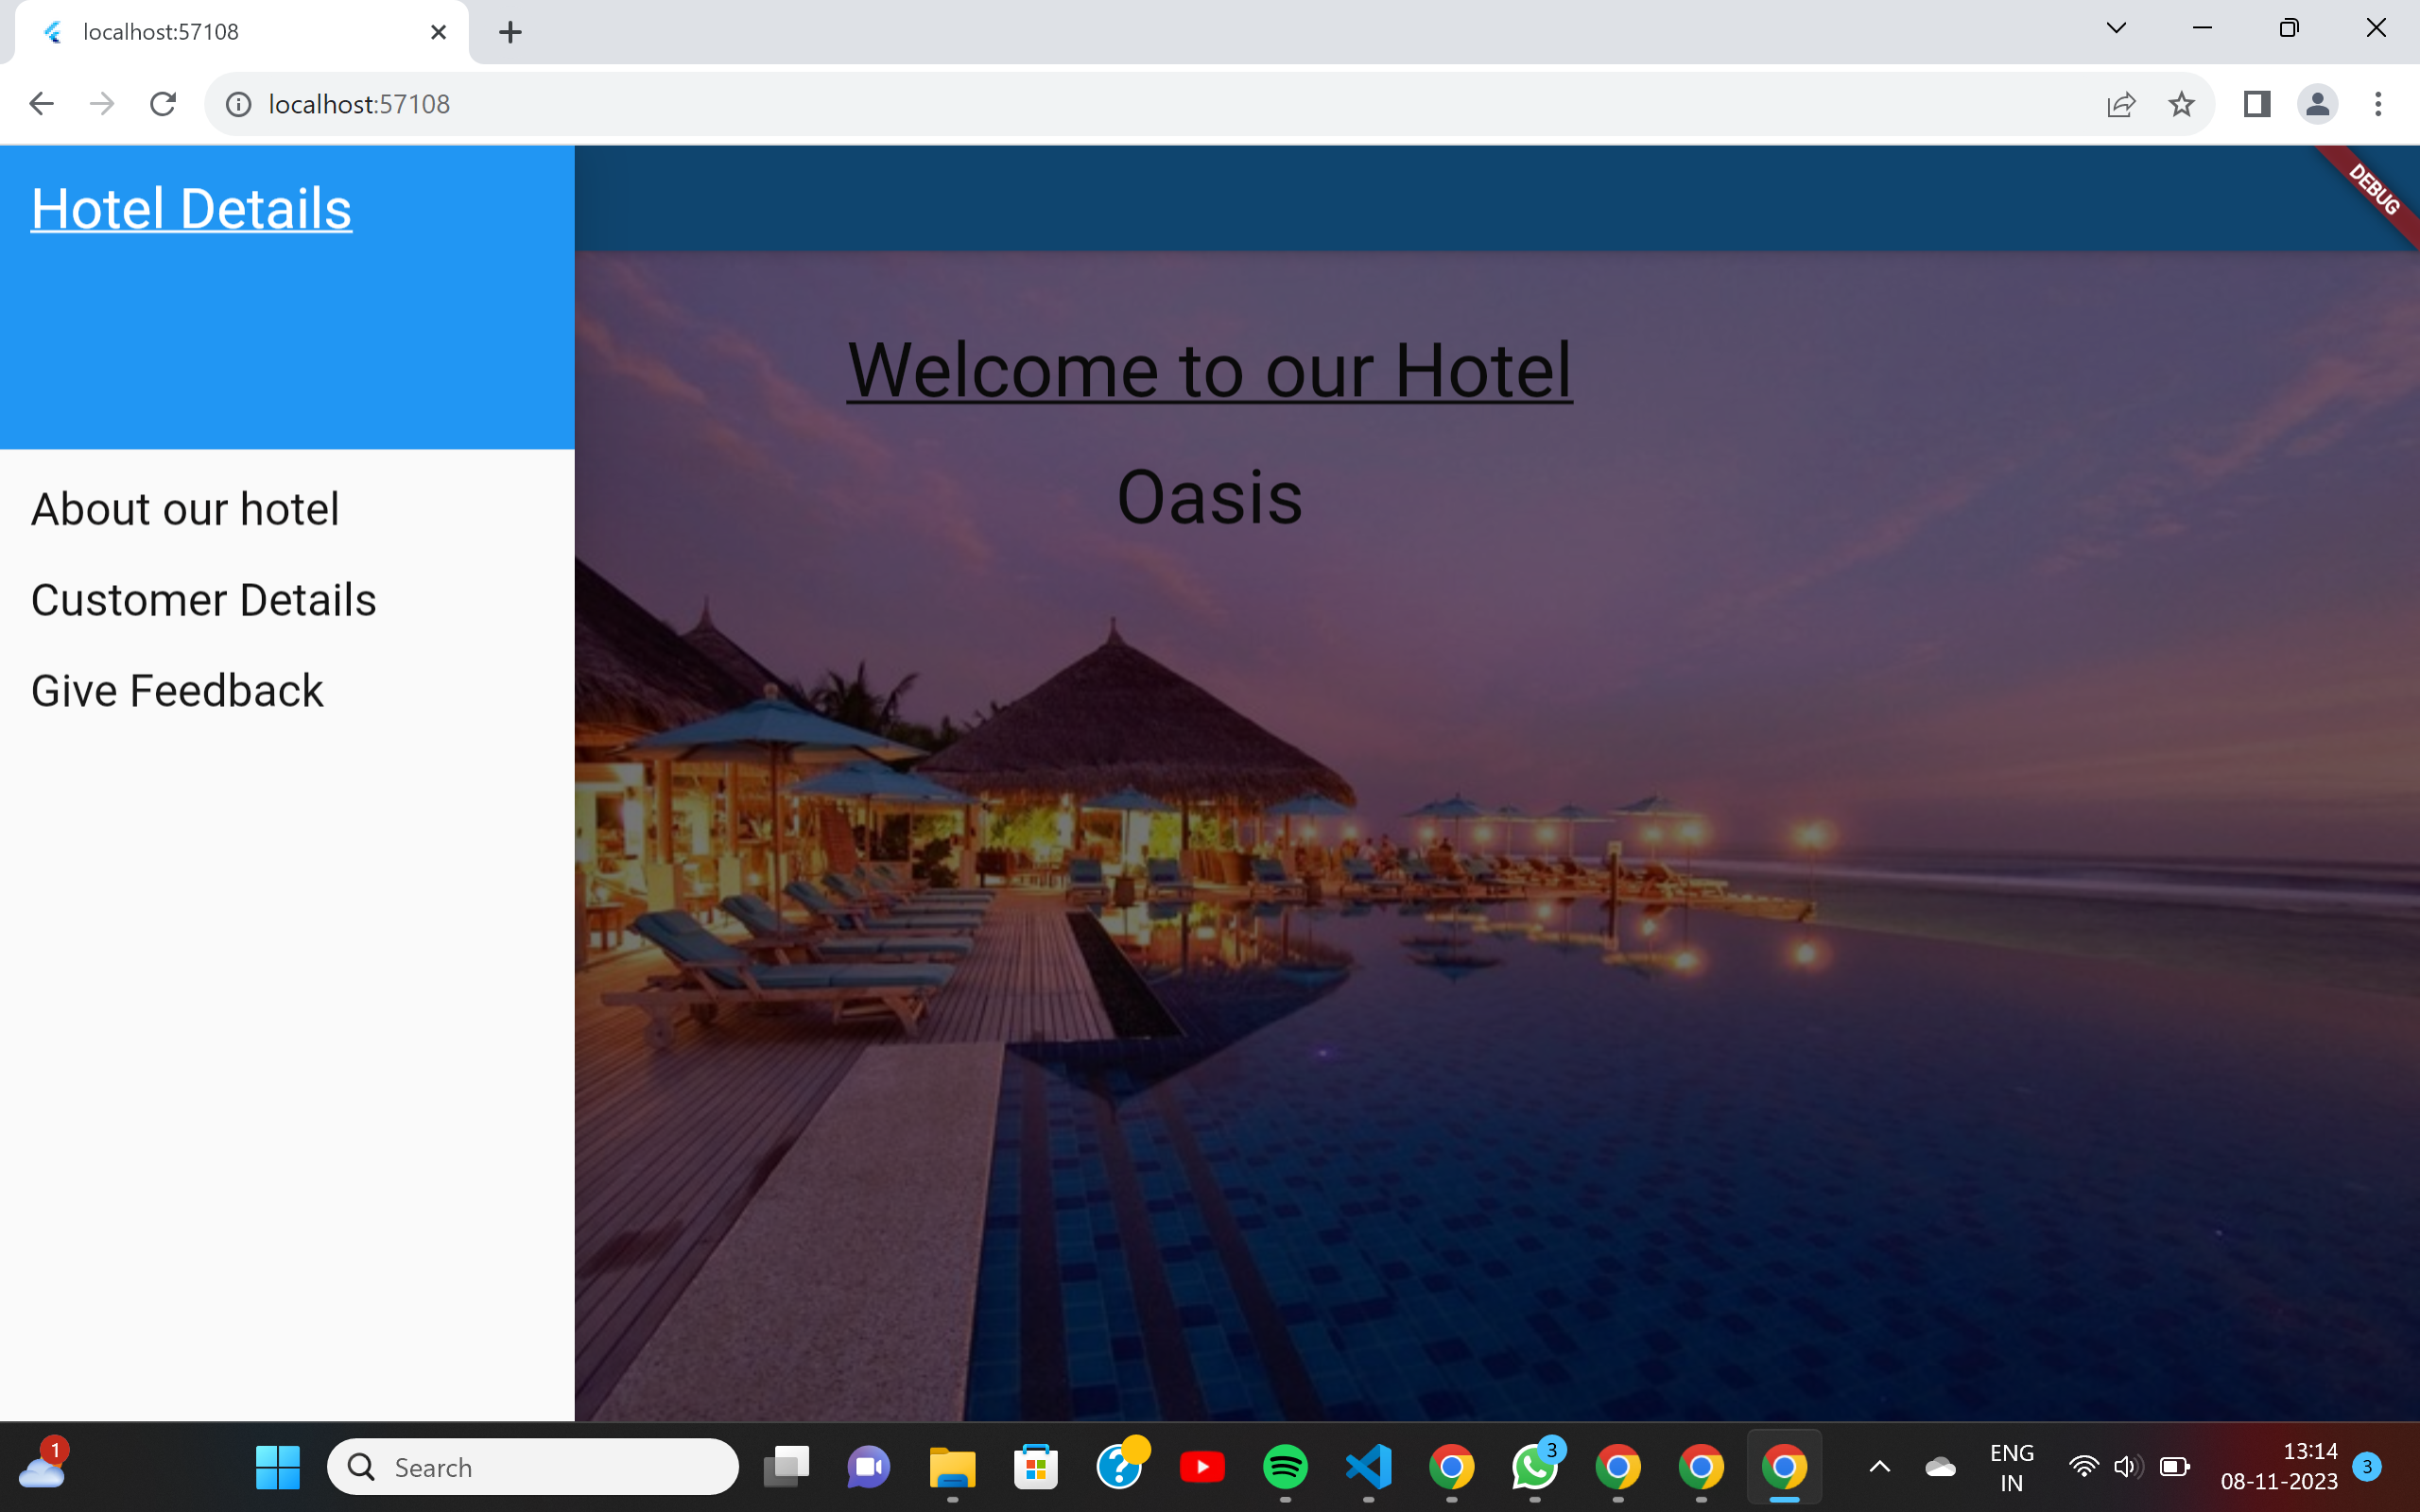 localhost:57108
localhost:57108
Hotel Details
DEBUG
Welcome to our Hotel
Oasis
About our hotel
Customer Details
Give Feedback
1
Search
3
ENG
IN
13:14
08-11-2023
3